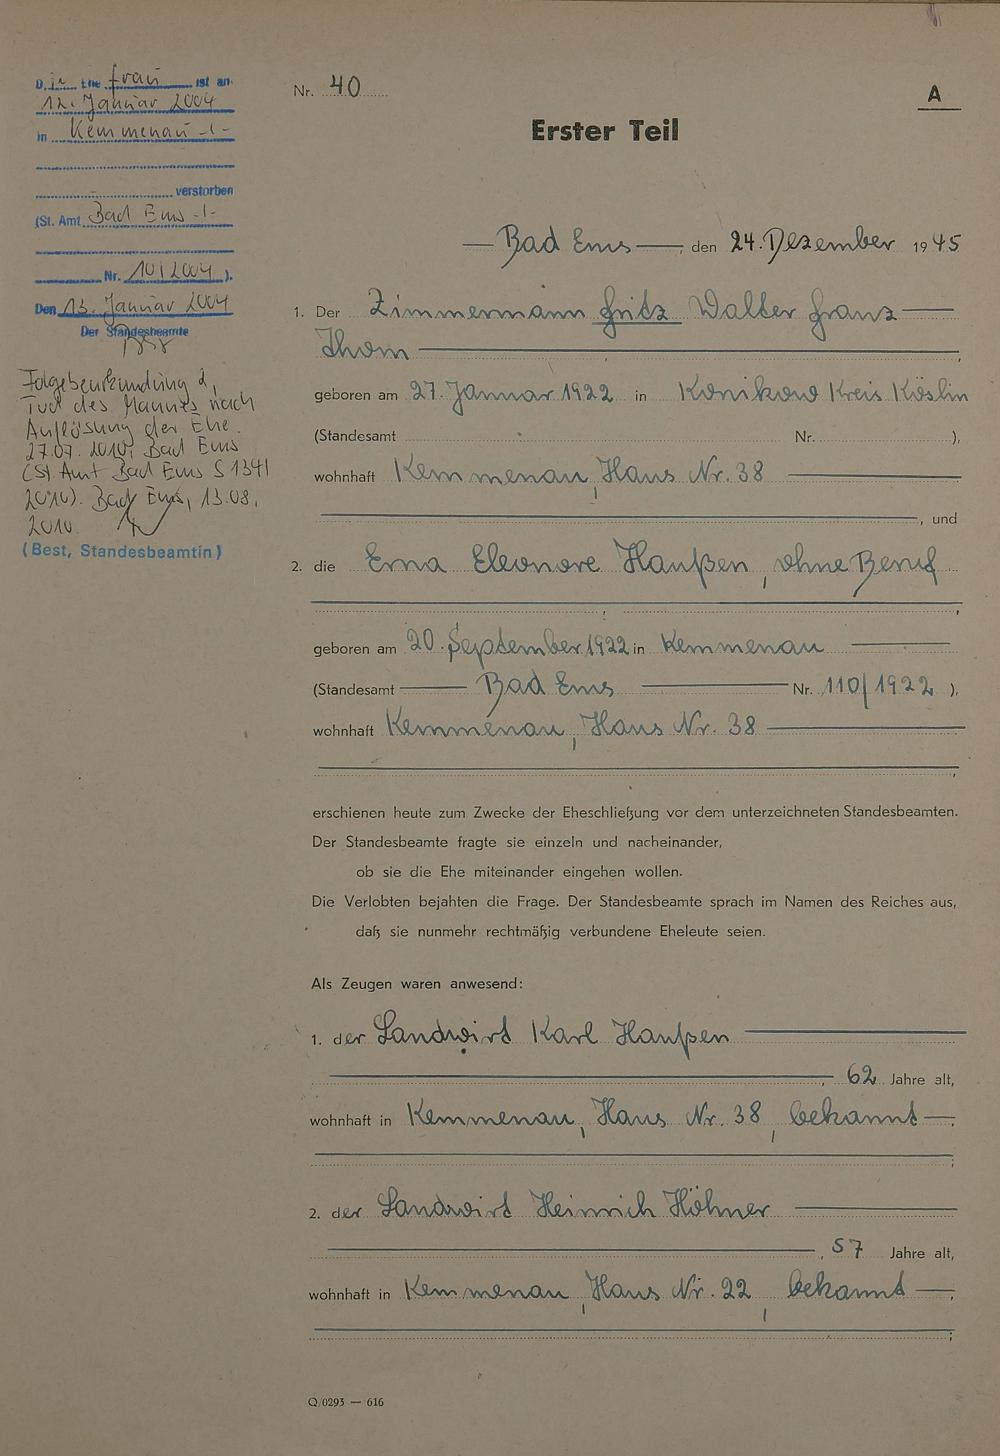 D. ie Ehe frau ist am
12. Januar 2004
in Kemmenau -/-
verstorben
(St. Amt Bad Ems -/-
Nr. 10/2004 ).
Den 13. Januar 2004
Der Standesbeamte
Folgebeurkundung 2,
Tod des Mannes nach
Auflösung der Ehe.
27.07.2010, Bad Ems
(St. Amt Bad Ems S 134/
2010). Bad Ems, 13.08.
2010.
(Best, Standesbeamtin)
Nr. 40
A
Erster Teil
Bad Ems, den 24. Dezember 1945
1. Der Zimmermann Fritz Walter Franz
Thom,
geboren am 27. Januar 1922 in Konikow Kreis Köslin
(Standesamt Nr. ),
wohnhaft Kemmenau, Haus Nr. 38
, und
2. die Erna Eleonore Haußen, ohne Beruf
geboren am 20. September 1922 in Kemmenau
(Standesamt Bad Ems Nr. 110/1922 ),
wohnhaft Kemmenau, Haus Nr. 38
erschienen heute zum Zwecke der Eheschließung vor dem unterzeichneten Standesbeamten.
Der Standesbeamte fragte sie einzeln und nacheinander,
ob sie die Ehe miteinander eingehen wollen.
Die Verlobten bejahten die Frage. Der Standesbeamte sprach im Namen des Reiches aus,
daß sie nunmehr rechtmäßig verbundene Eheleute seien.
Als Zeugen waren anwesend:
1. der Landwirt Karl Haußen
, 62 Jahre alt,
wohnhaft in Kemmenau, Haus Nr. 38, bekannt;
2. der Landwirt Heinrich Höhner
, 57 Jahre alt,
wohnhaft in Kemmenau, Haus Nr. 22, bekannt;
Q/0293 — 616